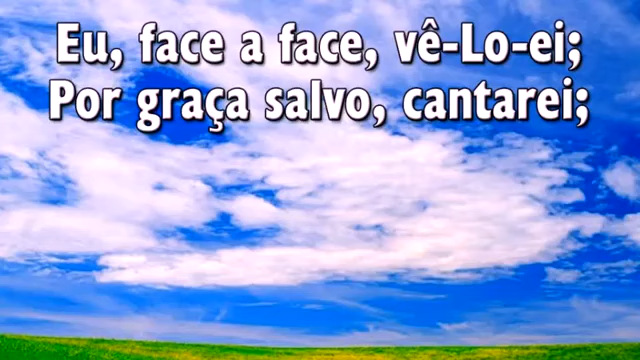 Eu, face a face, vê-Lo-ei;
Por graça salvo, cantarei;